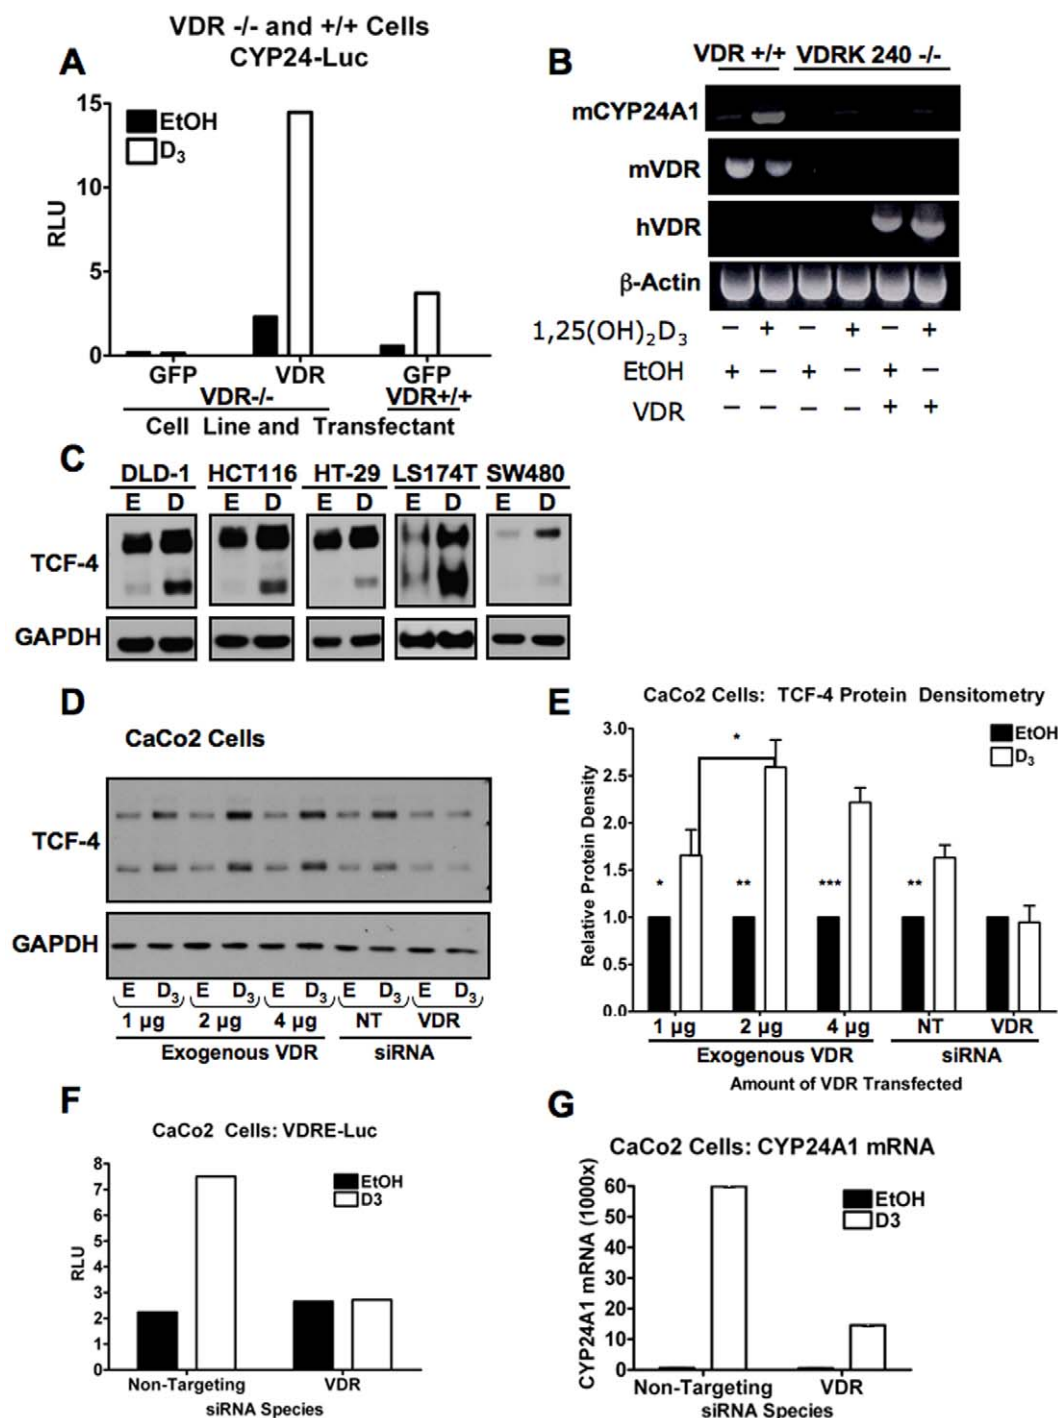 A
VDR -/- and +/+ Cells
CYP24-Luc
EtOH
D3
15
10
5
0
RLU
GFP
VDR
GFP
VDR-/-
VDR+/+
Cell Line and Transfectant
B
VDR +/+
VDRK 240 -/-
mCYP24A1
mVDR
hVDR
β-Actin
1,25(OH)2D3 − + − + − +
EtOH + − + − + −
VDR − − − − + +
C
DLD-1 HCT116 HT-29 LS174T SW480
E D E D E D E D E D
TCF-4
GAPDH
D
CaCo2 Cells
TCF-4
GAPDH
E D3 E D3 E D3 E D3 E D3
1 µg 2 µg 4 µg NT VDR
Exogenous VDR siRNA
E
CaCo2 Cells: TCF-4 Protein Densitometry
EtOH
D3
3.0
2.5
2.0
1.5
1.0
0.5
0.0
Relative Protein Density
*
* ** *** **
1 µg 2 µg 4 µg NT VDR
Exogenous VDR siRNA
Amount of VDR Transfected
F
CaCo2 Cells: VDRE-Luc
EtOH
D3
8
7
6
5
4
3
2
1
0
RLU
Non-Targeting VDR
siRNA Species
G
CaCo2 Cells: CYP24A1 mRNA
EtOH
D3
60
50
40
30
20
10
0
CYP24A1 mRNA (1000x)
Non-Targeting VDR
siRNA Species